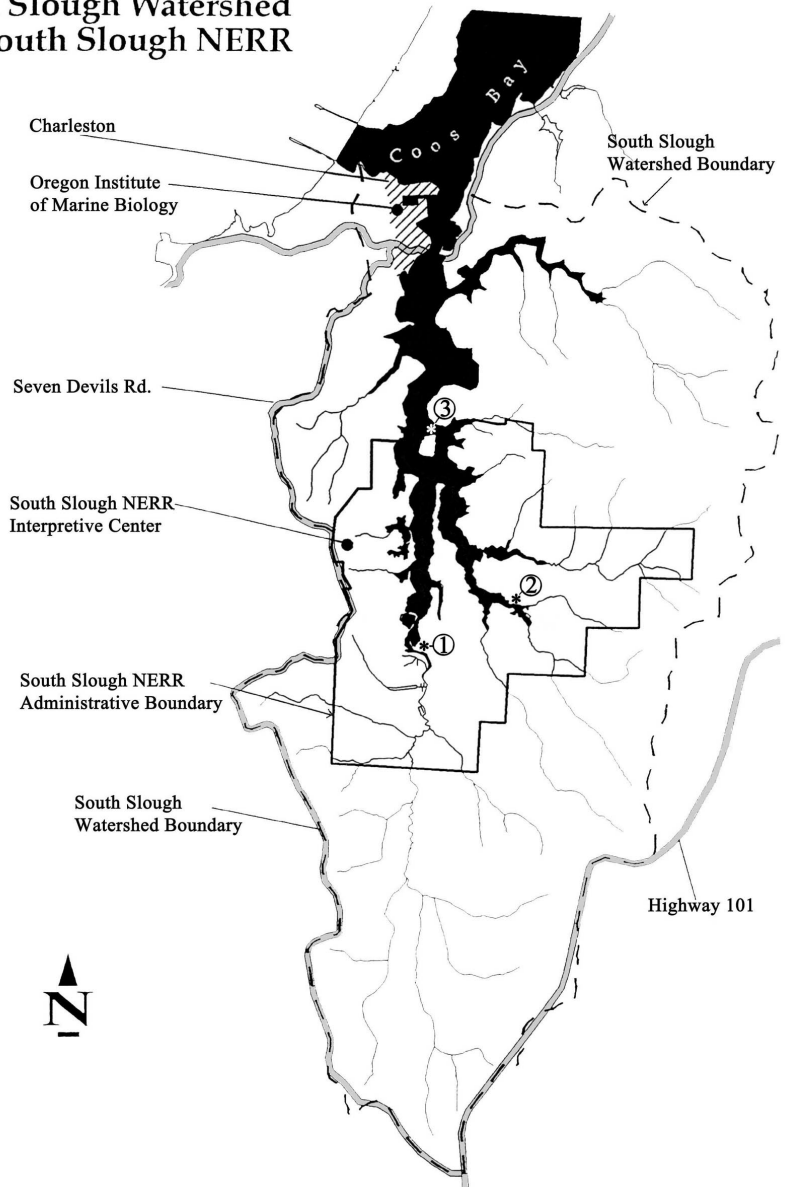 Slough Watershed
outh Slough NERR
Coos Bay
Charleston
South Slough
Watershed Boundary
Oregon Institute
of Marine Biology
Seven Devils Rd.
③
South Slough NERR
Interpretive Center
②
①
South Slough NERR
Administrative Boundary
South Slough
Watershed Boundary
Highway 101
N